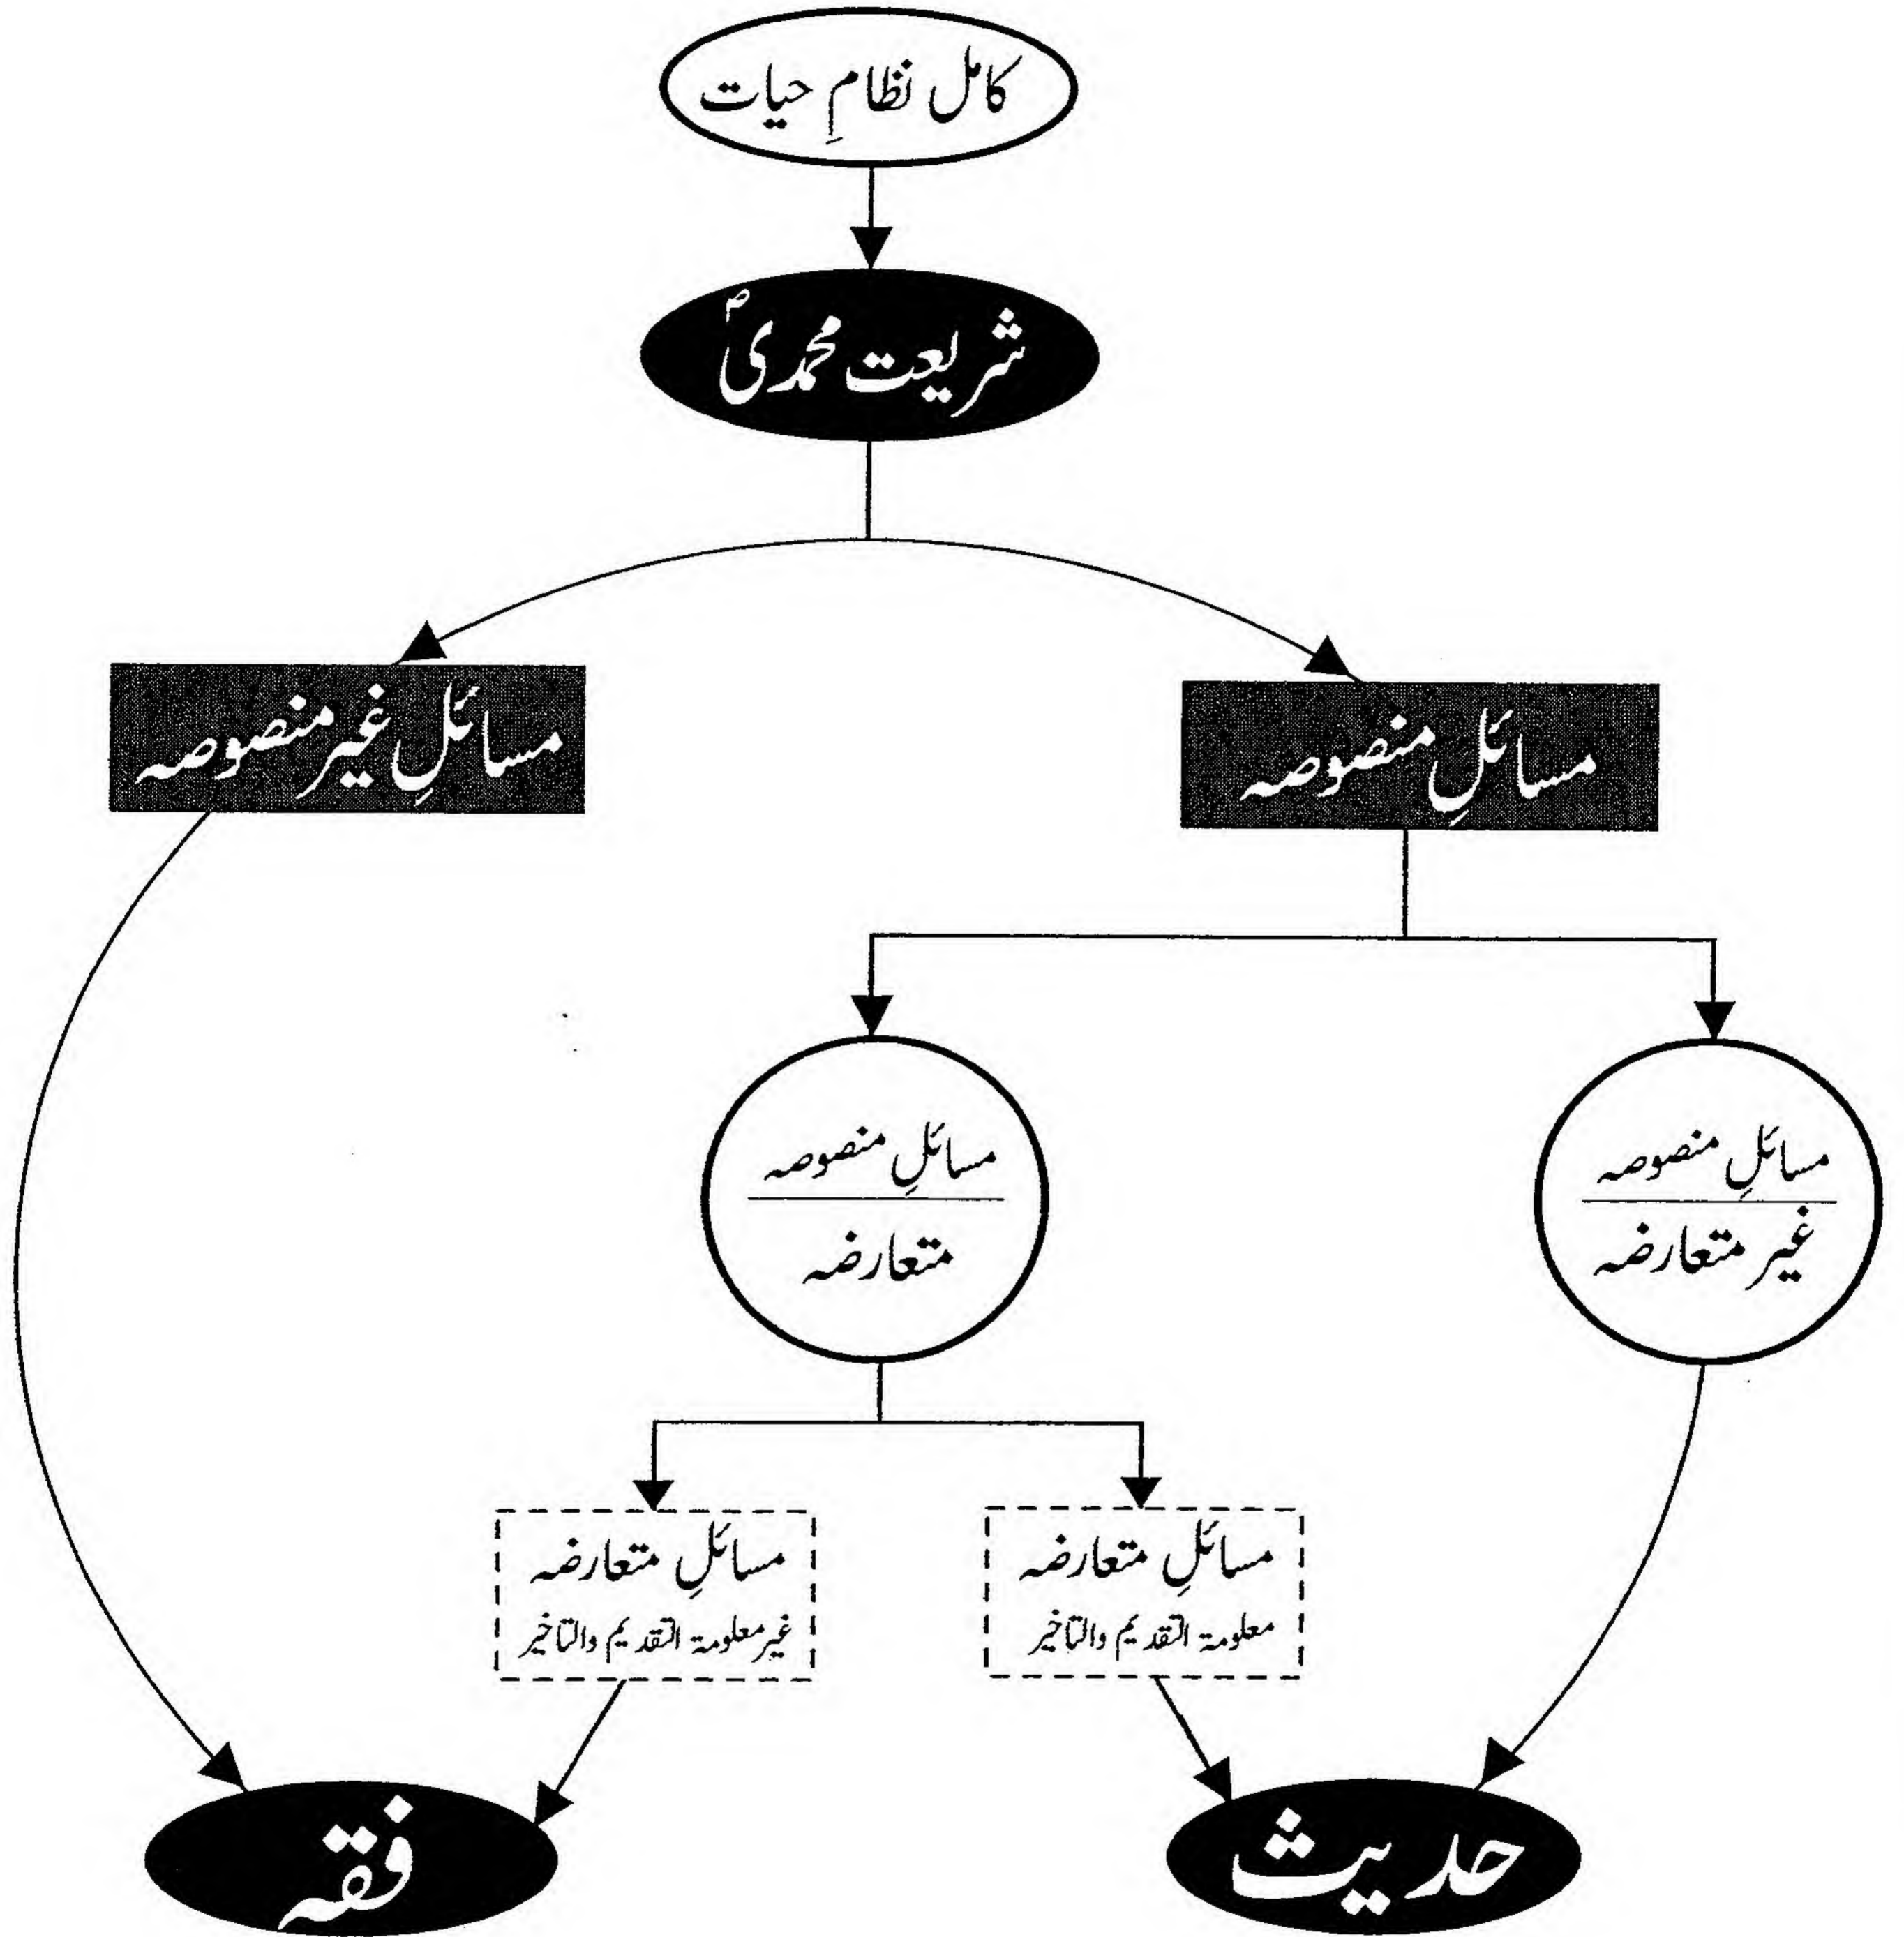 کامل نظامِ حیات
شریعت محمدیؐ
مسائلِ منصوصہ
مسائلِ غیر منصوصہ
مسائلِ منصوصہ
غیر متعارضہ
مسائلِ منصوصہ
متعارضہ
مسائلِ متعارضہ
معلومۃ التقدیم والتاخیر
مسائلِ متعارضہ
غیر معلومۃ التقدیم والتاخیر
حدیث
فقہ